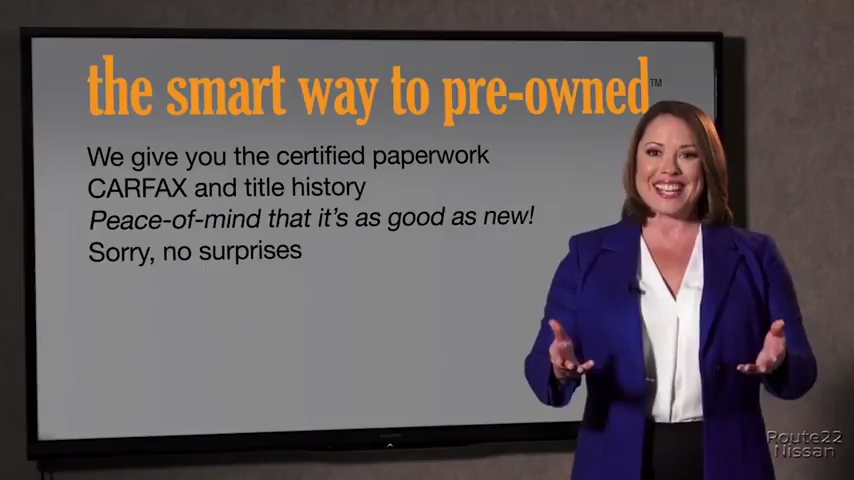 the smart way to pre-owned™
We give you the certified paperwork
CARFAX and title history
Peace-of-mind that it's as good as new!
Sorry, no surprises
Route22
Nissan